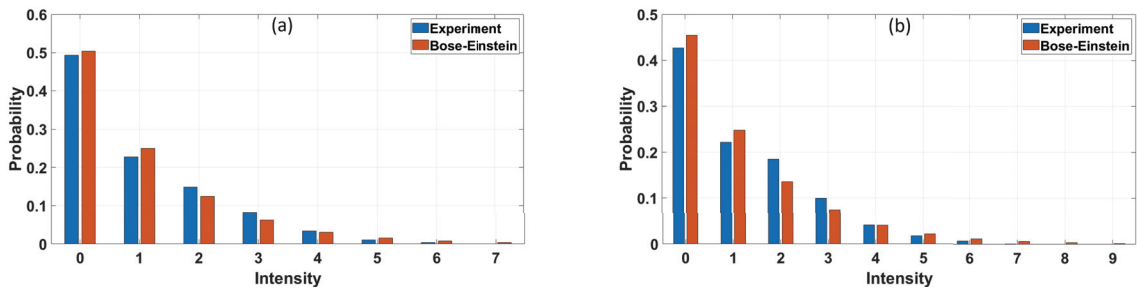 (a)
Experiment
Bose-Einstein
Probability
0.6
0.5
0.4
0.3
0.2
0.1
0
0 1 2 3 4 5 6 7
Intensity
(b)
Experiment
Bose-Einstein
Probability
0.5
0.4
0.3
0.2
0.1
0
0 1 2 3 4 5 6 7 8 9
Intensity